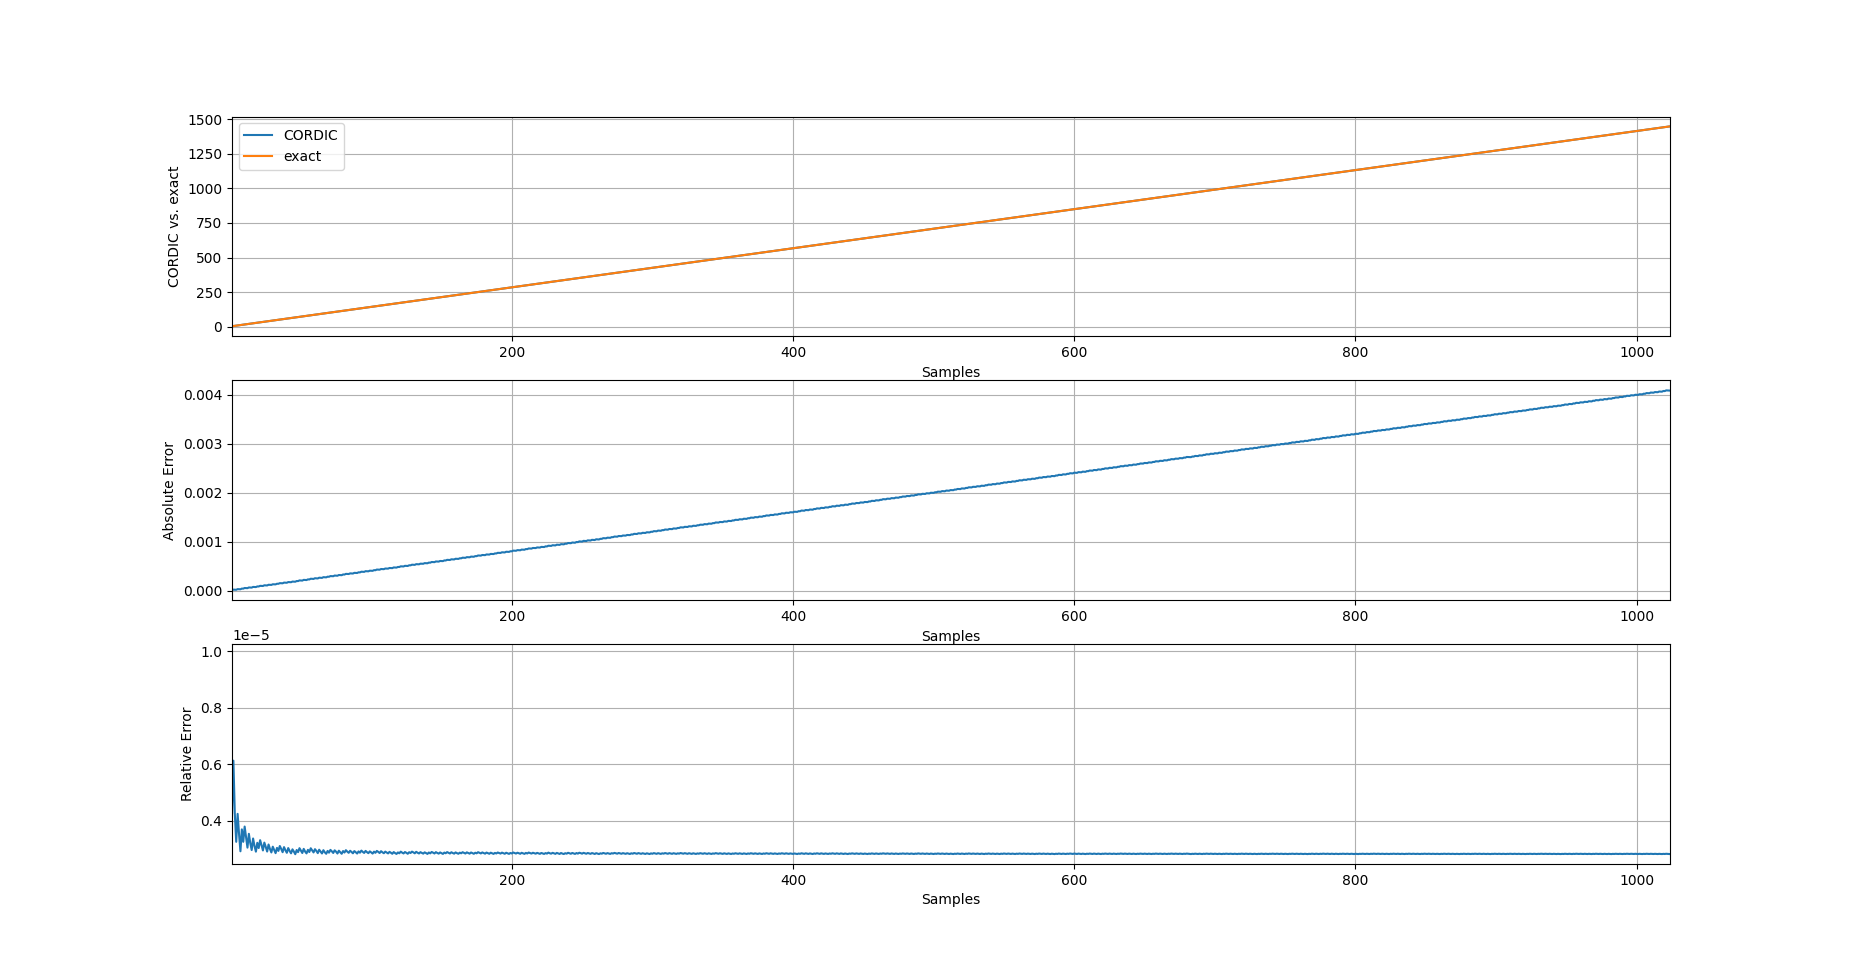 CORDIC vs. exact
1500
1250
1000
750
500
250
0
CORDIC
exact
200 400 600 800 1000
Samples
Absolute Error
0.004
0.003
0.002
0.001
0.000
200 400 600 800 1000
Samples
1e−5
Relative Error
1.0
0.8
0.6
0.4
200 400 600 800 1000
Samples